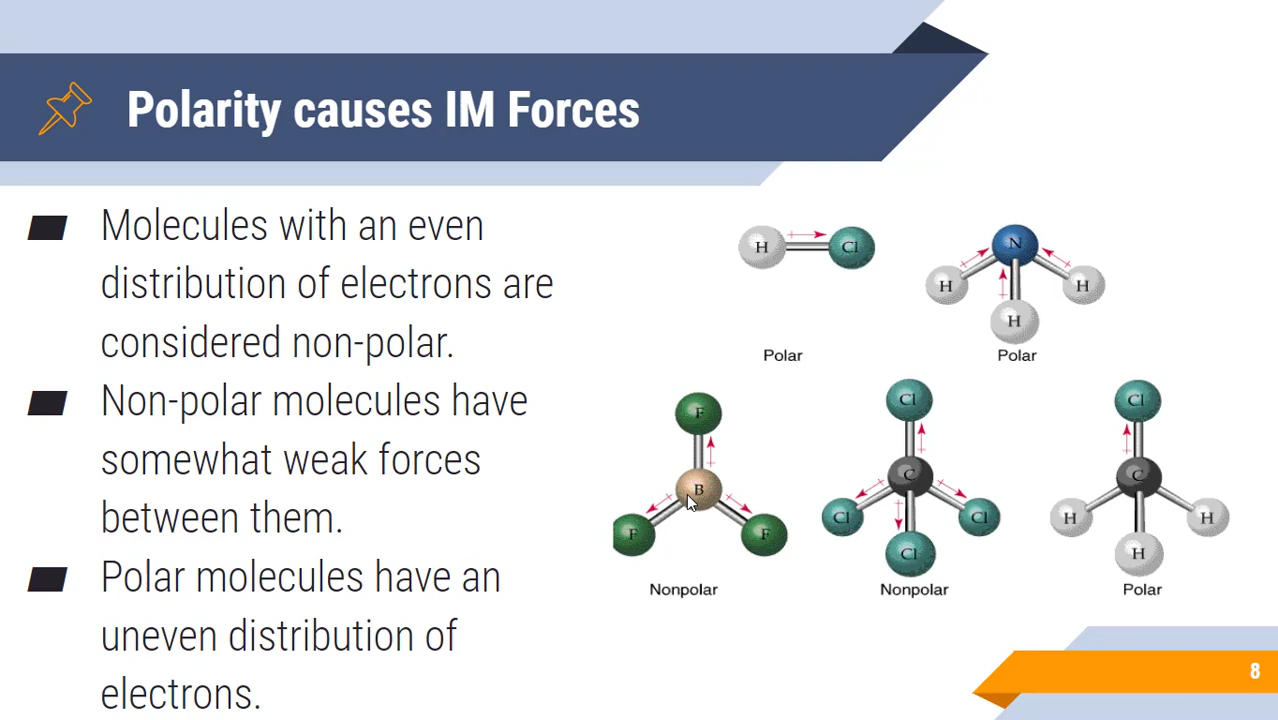 Polarity causes IM Forces
Molecules with an even
distribution of electrons are
considered non-polar.
Non-polar molecules have
somewhat weak forces
between them.
Polar molecules have an
uneven distribution of
electrons.
H Cl
Polar
N
H H
H
Polar
F
B
F F
Nonpolar
Cl
C
Cl Cl
Cl
Nonpolar
Cl
C
H H
H
Polar
8